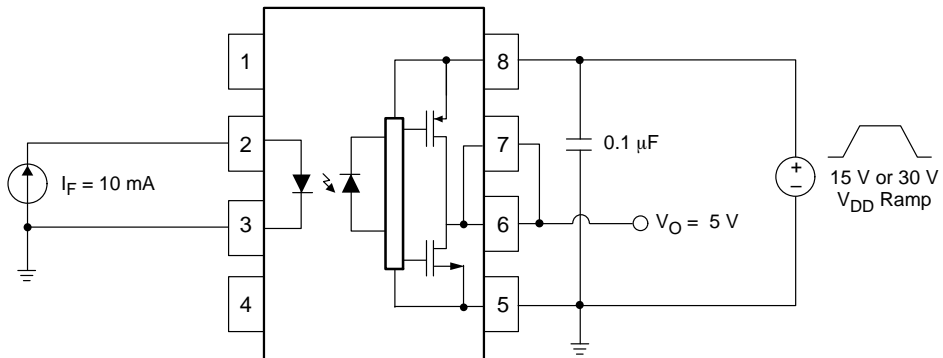 1
8
2
7
3
6
4
5
I_F = 10 mA
0.1 μF
+
−
15 V or 30 V
V_DD Ramp
V_O = 5 V